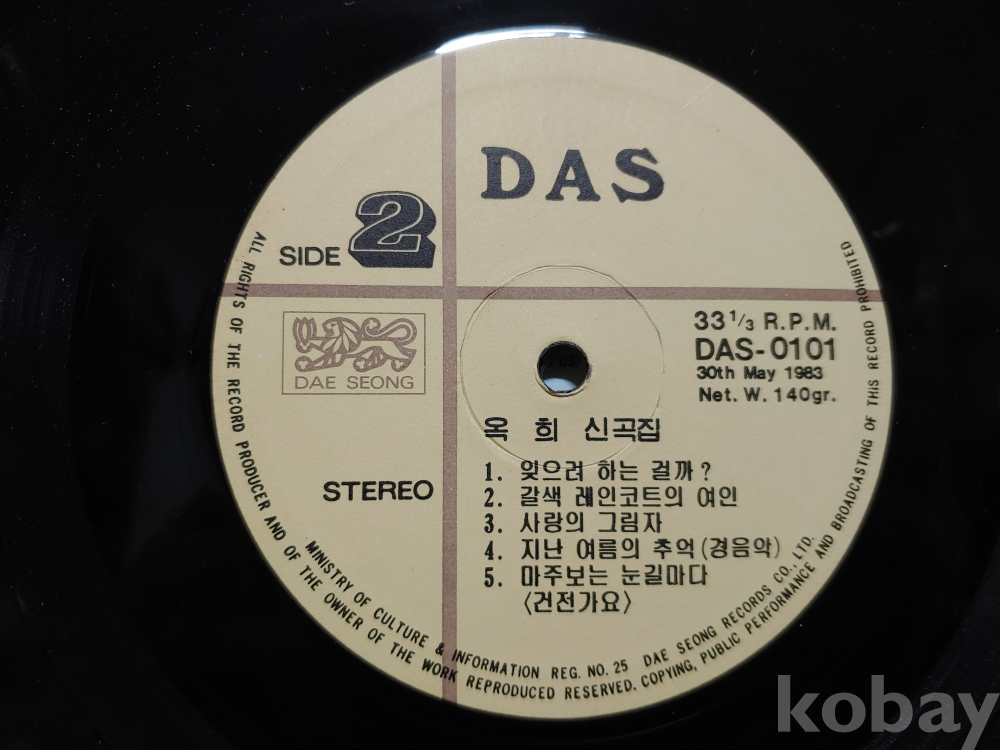 DAS
SIDE 2
DAE SEONG
STEREO
33 1/3 R.P.M.
DAS-0101
30th May 1983
Net. W. 140gr.
옥 희 신곡집
1. 잊으려 하는 걸까?
2. 갈색 레인코트의 여인
3. 사랑의 그림자
4. 지난 여름의 추억(경음악)
5. 마주보는 눈길마다
〈건전가요〉
ALL RIGHTS OF THE RECORD PRODUCER AND OF THE OWNER OF THE WORK REPRODUCED RESERVED. COPYING, PUBLIC PERFORMANCE AND BROADCASTING OF THIS RECORD PROHIBITED
MINISTRY OF CULTURE & INFORMATION REG. NO. 25 DAE SEONG RECORDS CO., LTD.
kobay